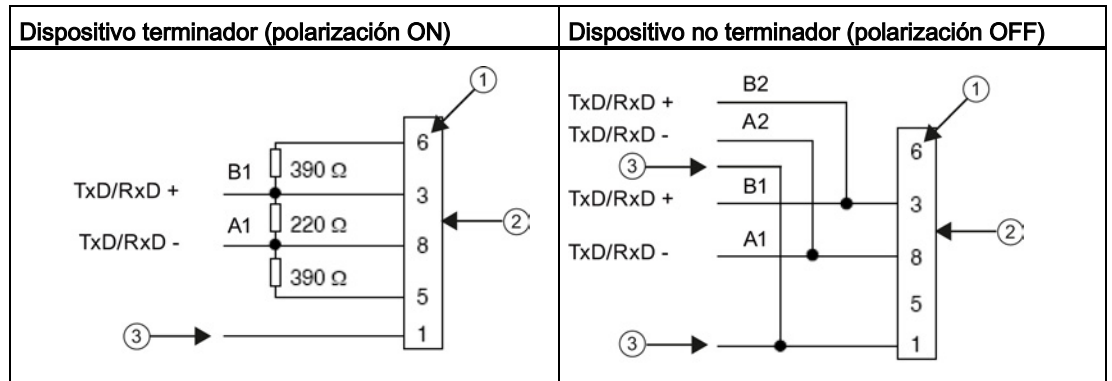 Dispositivo terminador (polarización ON)
Dispositivo no terminador (polarización OFF)
1
6
B1
390 Ω
TxD/RxD +
3
A1
220 Ω
2
TxD/RxD -
8
390 Ω
5
3
1
B2
1
TxD/RxD +
A2
TxD/RxD -
6
3
B1
TxD/RxD +
3
2
A1
TxD/RxD -
8
5
3
1